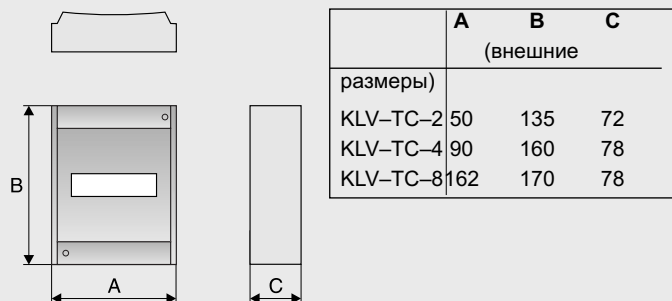 A B C
(внешние
размеры)
KLV–TC–2 50 135 72
KLV–TC–4 90 160 78
KLV–TC–8 162 170 78
B
A C